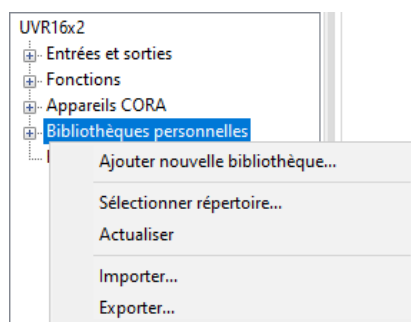 UVR16x2
Entrées et sorties
Fonctions
Appareils CORA
Bibliothèques personnelles
Ajouter nouvelle bibliothèque...
Sélectionner répertoire...
Actualiser
Importer...
Exporter...